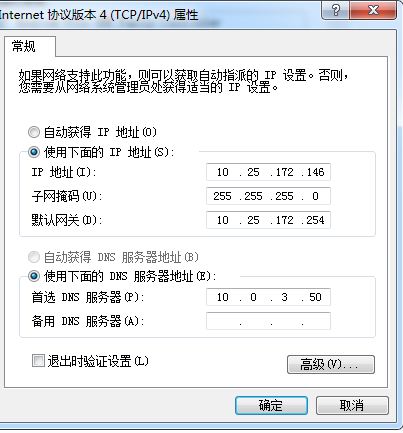 Internet 协议版本 4 (TCP/IPv4) 属性
常规
如果网络支持此功能，则可以获取自动指派的 IP 设置。否则，
您需要从网络系统管理员处获得适当的 IP 设置。
自动获得 IP 地址(O)
使用下面的 IP 地址(S):
IP 地址(I): 10 . 25 .172 .146
子网掩码(U): 255 .255 .255 . 0
默认网关(D): 10 . 25 .172 .254
自动获得 DNS 服务器地址(B)
使用下面的 DNS 服务器地址(E):
首选 DNS 服务器(P): 10 . 0 . 3 . 50
备用 DNS 服务器(A): . . .
退出时验证设置(L)
高级(V)...
确定 取消